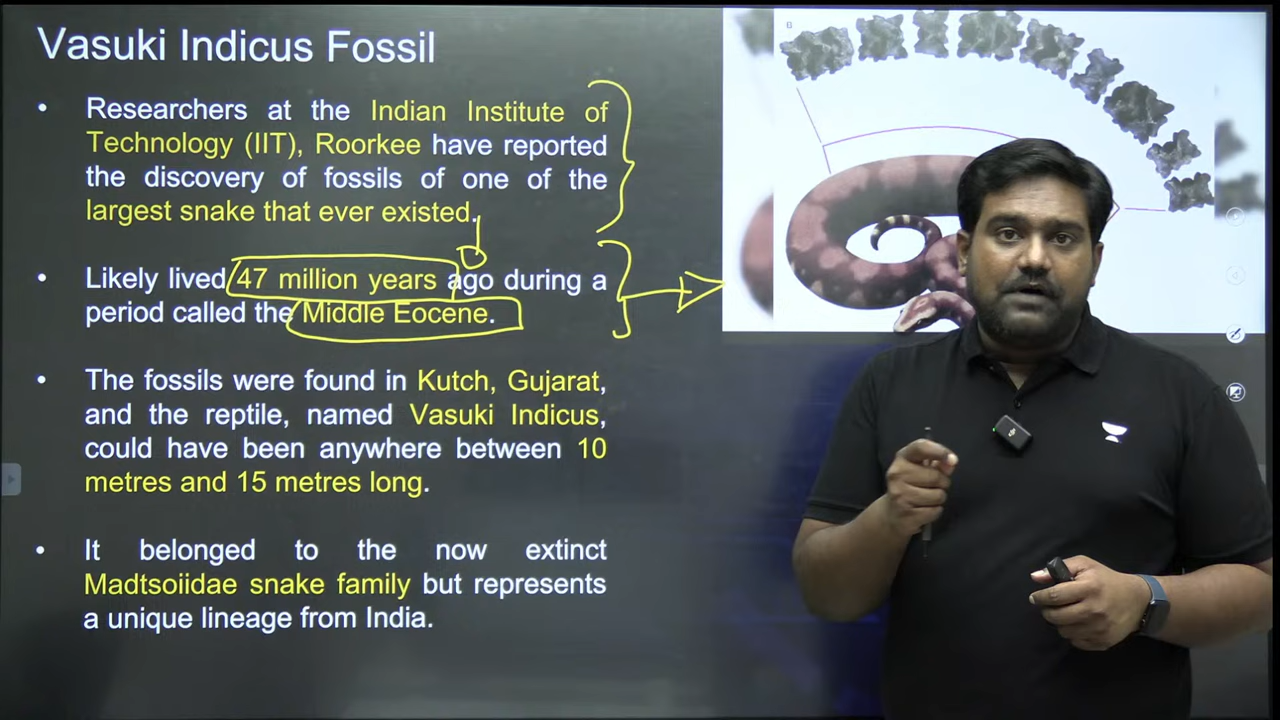 Vasuki Indicus Fossil
• Researchers at the Indian Institute of
Technology (IIT), Roorkee have reported
the discovery of fossils of one of the
largest snake that ever existed.
• Likely lived 47 million years ago during a
period called the Middle Eocene.
• The fossils were found in Kutch, Gujarat,
and the reptile, named Vasuki Indicus,
could have been anywhere between 10
metres and 15 metres long.
• It belonged to the now extinct
Madtsoiidae snake family but represents
a unique lineage from India.